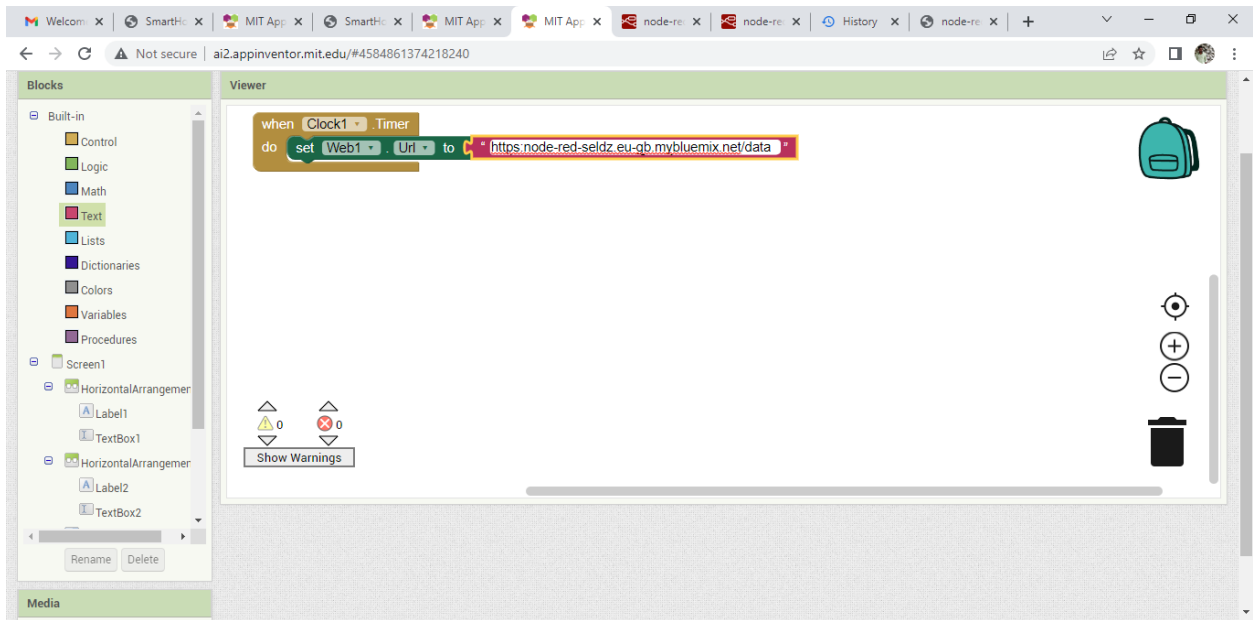 Welcom
SmartHo
MIT App
SmartHo
MIT App
MIT App
node-re
node-re
History
node-re
Not secure
ai2.appinventor.mit.edu/#4584861374218240
Blocks
Viewer
Built-in
Control
Logic
Math
Text
Lists
Dictionaries
Colors
Variables
Procedures
Screen1
HorizontalArrangemen
Label1
TextBox1
HorizontalArrangemen
Label2
TextBox2
Rename Delete
Media
when Clock1 .Timer
do set Web1 . Url to " https:node-red-seldz.eu-gb.mybluemix.net/data "
0 0
Show Warnings